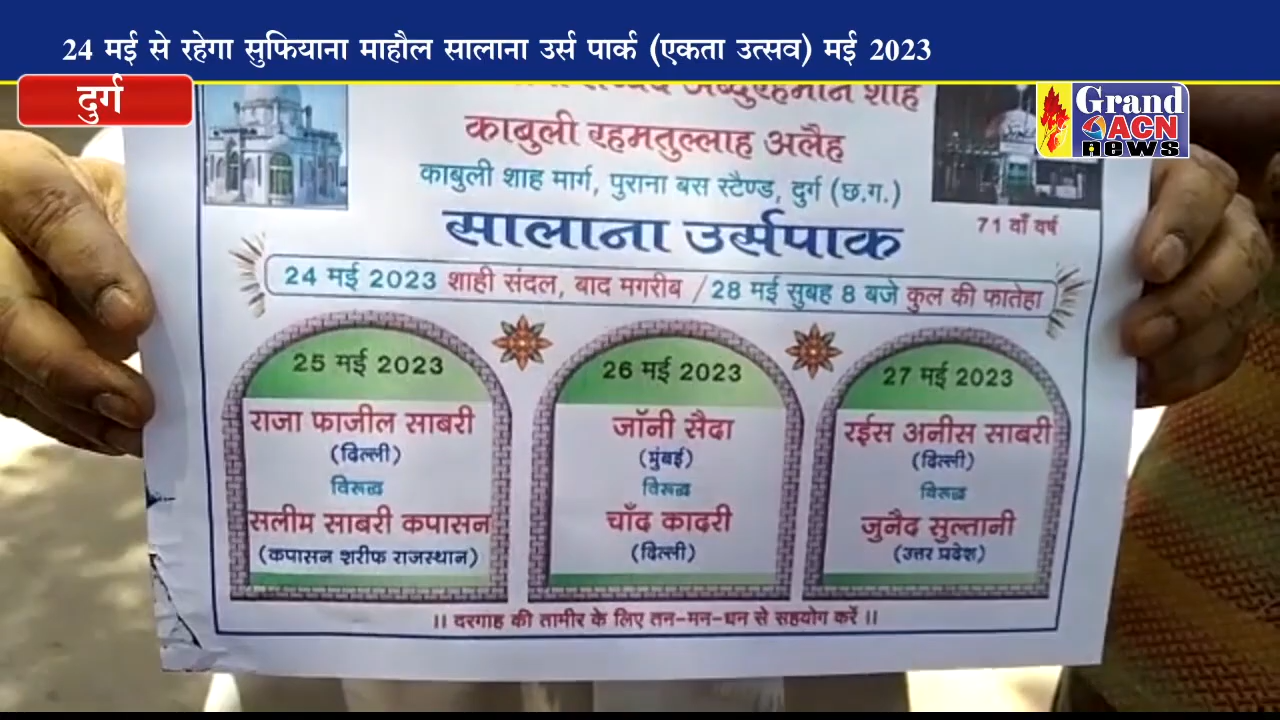 24 मई से रहेगा सुफियाना माहौल सालाना उर्स पार्क (एकता उत्सव) मई 2023
दुर्ग
Grand
ACN
news
शाह
काबुली रहमतुल्लाह अलैह
काबुली शाह मार्ग, पुराना बस स्टैण्ड, दुर्ग (छ.ग.)
71 वाँ वर्ष
सालाना उर्सपाक
24 मई 2023 शाही संदल, बाद मगरीब / 28 मई सुबह 8 बजे कुल की फातेहा
25 मई 2023
राजा फाजील साबरी
(दिल्ली)
विरूद्ध
सलीम साबरी कपासन
(कपासन शरीफ राजस्थान)
26 मई 2023
जॉनी सैदा
(मुंबई)
विरूद्ध
चाँद कादरी
(दिल्ली)
27 मई 2023
रईस अनीस साबरी
(दिल्ली)
विरूद्ध
जुनैद सुल्तानी
(उत्तर प्रदेश)
।। दरगाह की तामीर के लिए तन-मन-धन से सहयोग करें ।।